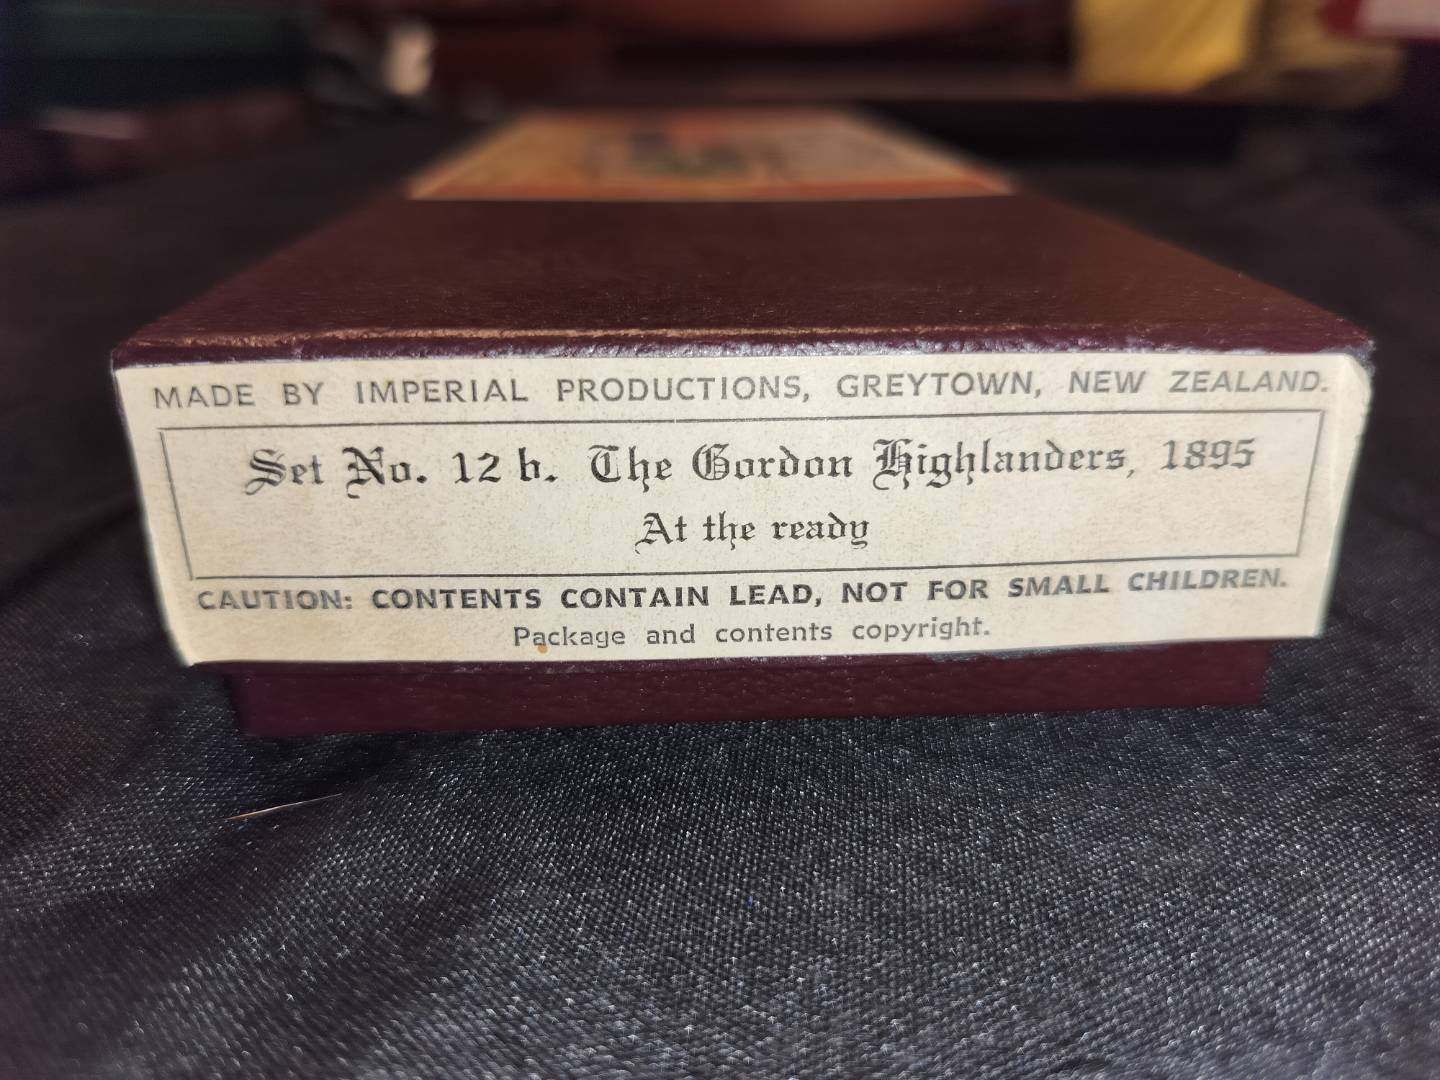 MADE BY IMPERIAL PRODUCTIONS, GREYTOWN, NEW ZEALAND.
Set No. 12 b. The Gordon Highlanders, 1895
At the ready
CAUTION: CONTENTS CONTAIN LEAD, NOT FOR SMALL CHILDREN.
Package and contents copyright.